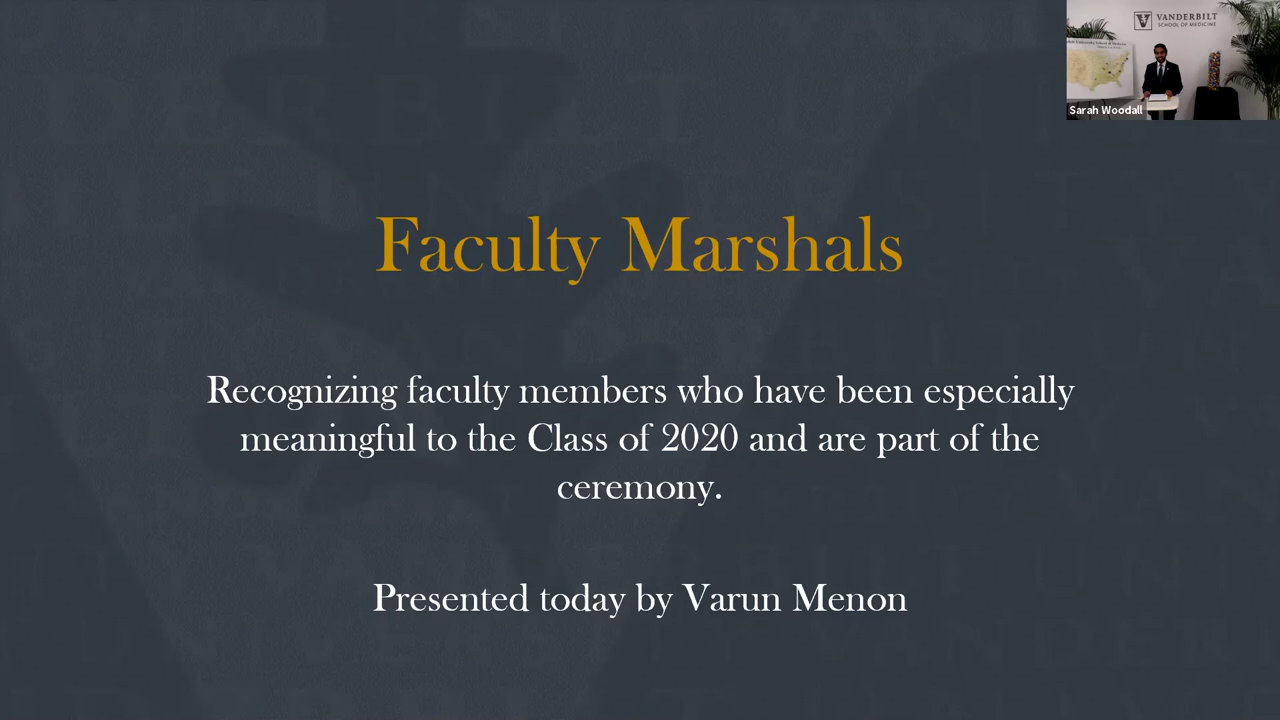 VANDERBILT
SCHOOL OF MEDICINE
Sarah Woodall
Faculty Marshals
Recognizing faculty members who have been especially
meaningful to the Class of 2020 and are part of the
ceremony.
Presented today by Varun Menon